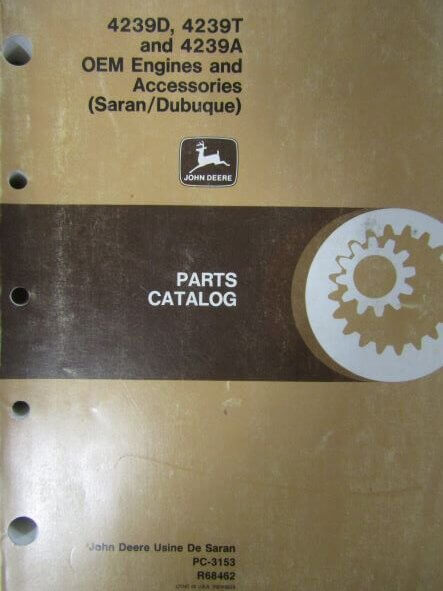 4239D, 4239T
and 4239A
OEM Engines and
Accessories
(Saran/Dubuque)
JOHN DEERE
PARTS
CATALOG
John Deere Usine De Saran
PC-3153
R68462